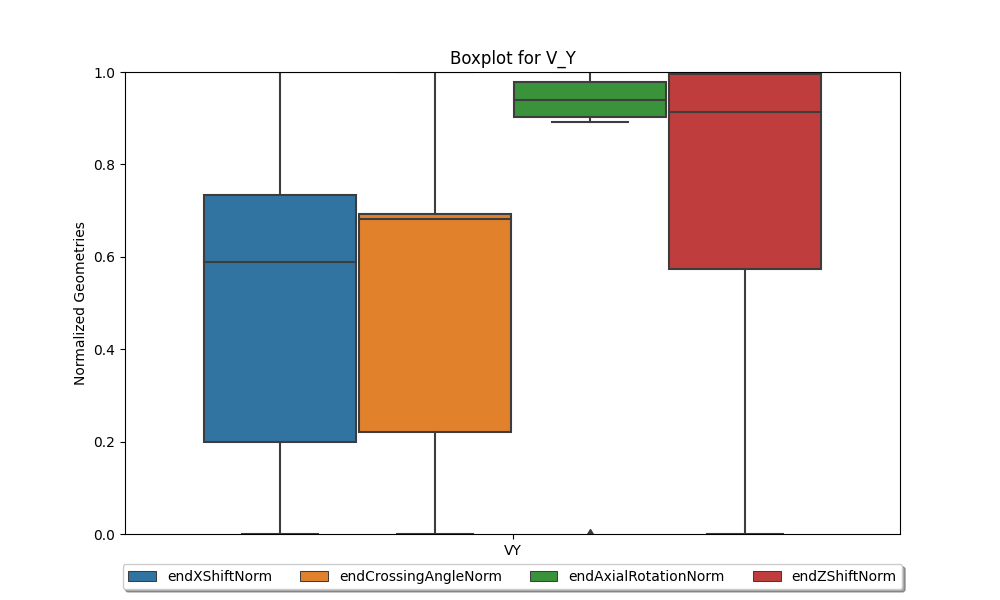 Boxplot for V_Y
1.0
0.8
0.6
0.4
0.2
0.0
Normalized Geometries
VY
endXShiftNorm endCrossingAngleNorm endAxialRotationNorm endZShiftNorm